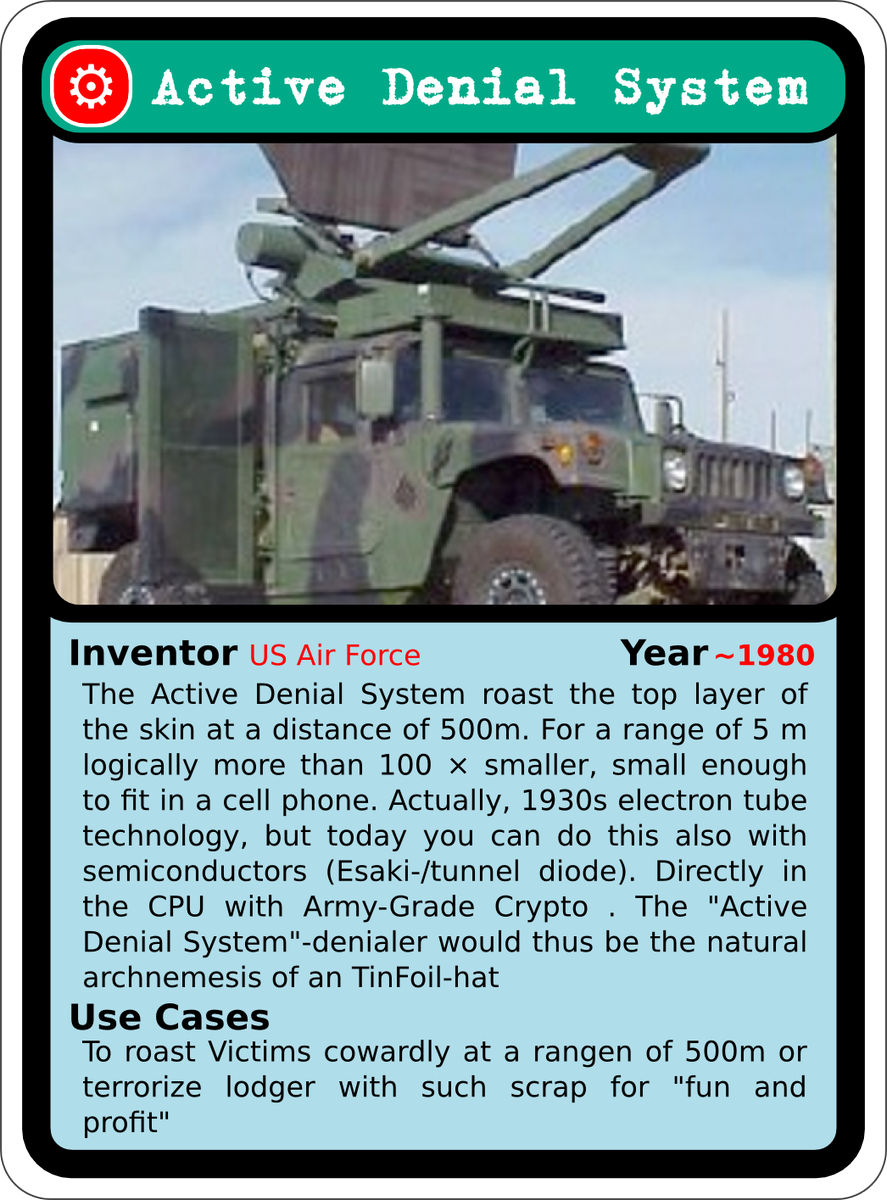 Active Denial System
Inventor US Air Force Year ~1980
The Active Denial System roast the top layer of
the skin at a distance of 500m. For a range of 5 m
logically more than 100 × smaller, small enough
to fit in a cell phone. Actually, 1930s electron tube
technology, but today you can do this also with
semiconductors (Esaki-/tunnel diode). Directly in
the CPU with Army-Grade Crypto . The "Active
Denial System"-denialer would thus be the natural
archnemesis of an TinFoil-hat
Use Cases
To roast Victims cowardly at a rangen of 500m or
terrorize lodger with such scrap for "fun and
profit"